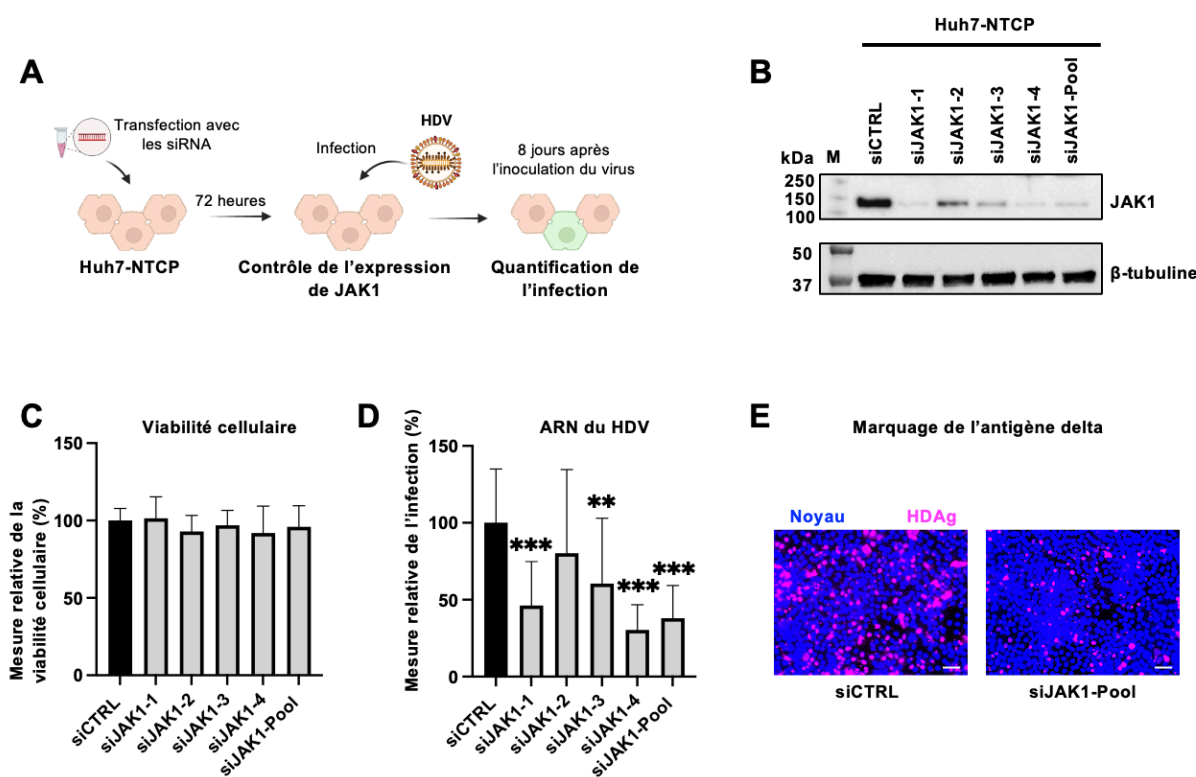 A
Transfection avec
les siRNA
72 heures
Huh7-NTCP
Infection
HDV
Contrôle de l'expression
de JAK1
8 jours après
l'inoculation du virus
Quantification de
l'infection
B
Huh7-NTCP
kDa M siCTRL siJAK1-1 siJAK1-2 siJAK1-3 siJAK1-4 siJAK1-Pool
250
150
100
JAK1
50
37
β-tubuline
C
Viabilité cellulaire
Mesure relative de la
viabilité cellulaire (%)
150
100
50
0
siCTRL siJAK1-1 siJAK1-2 siJAK1-3 siJAK1-4 siJAK1-Pool
D
ARN du HDV
Mesure relative de l'infection (%)
150
100
50
0
*** ** *** ***
siCTRL siJAK1-1 siJAK1-2 siJAK1-3 siJAK1-4 siJAK1-Pool
E
Marquage de l'antigène delta
Noyau HDAg
siCTRL siJAK1-Pool